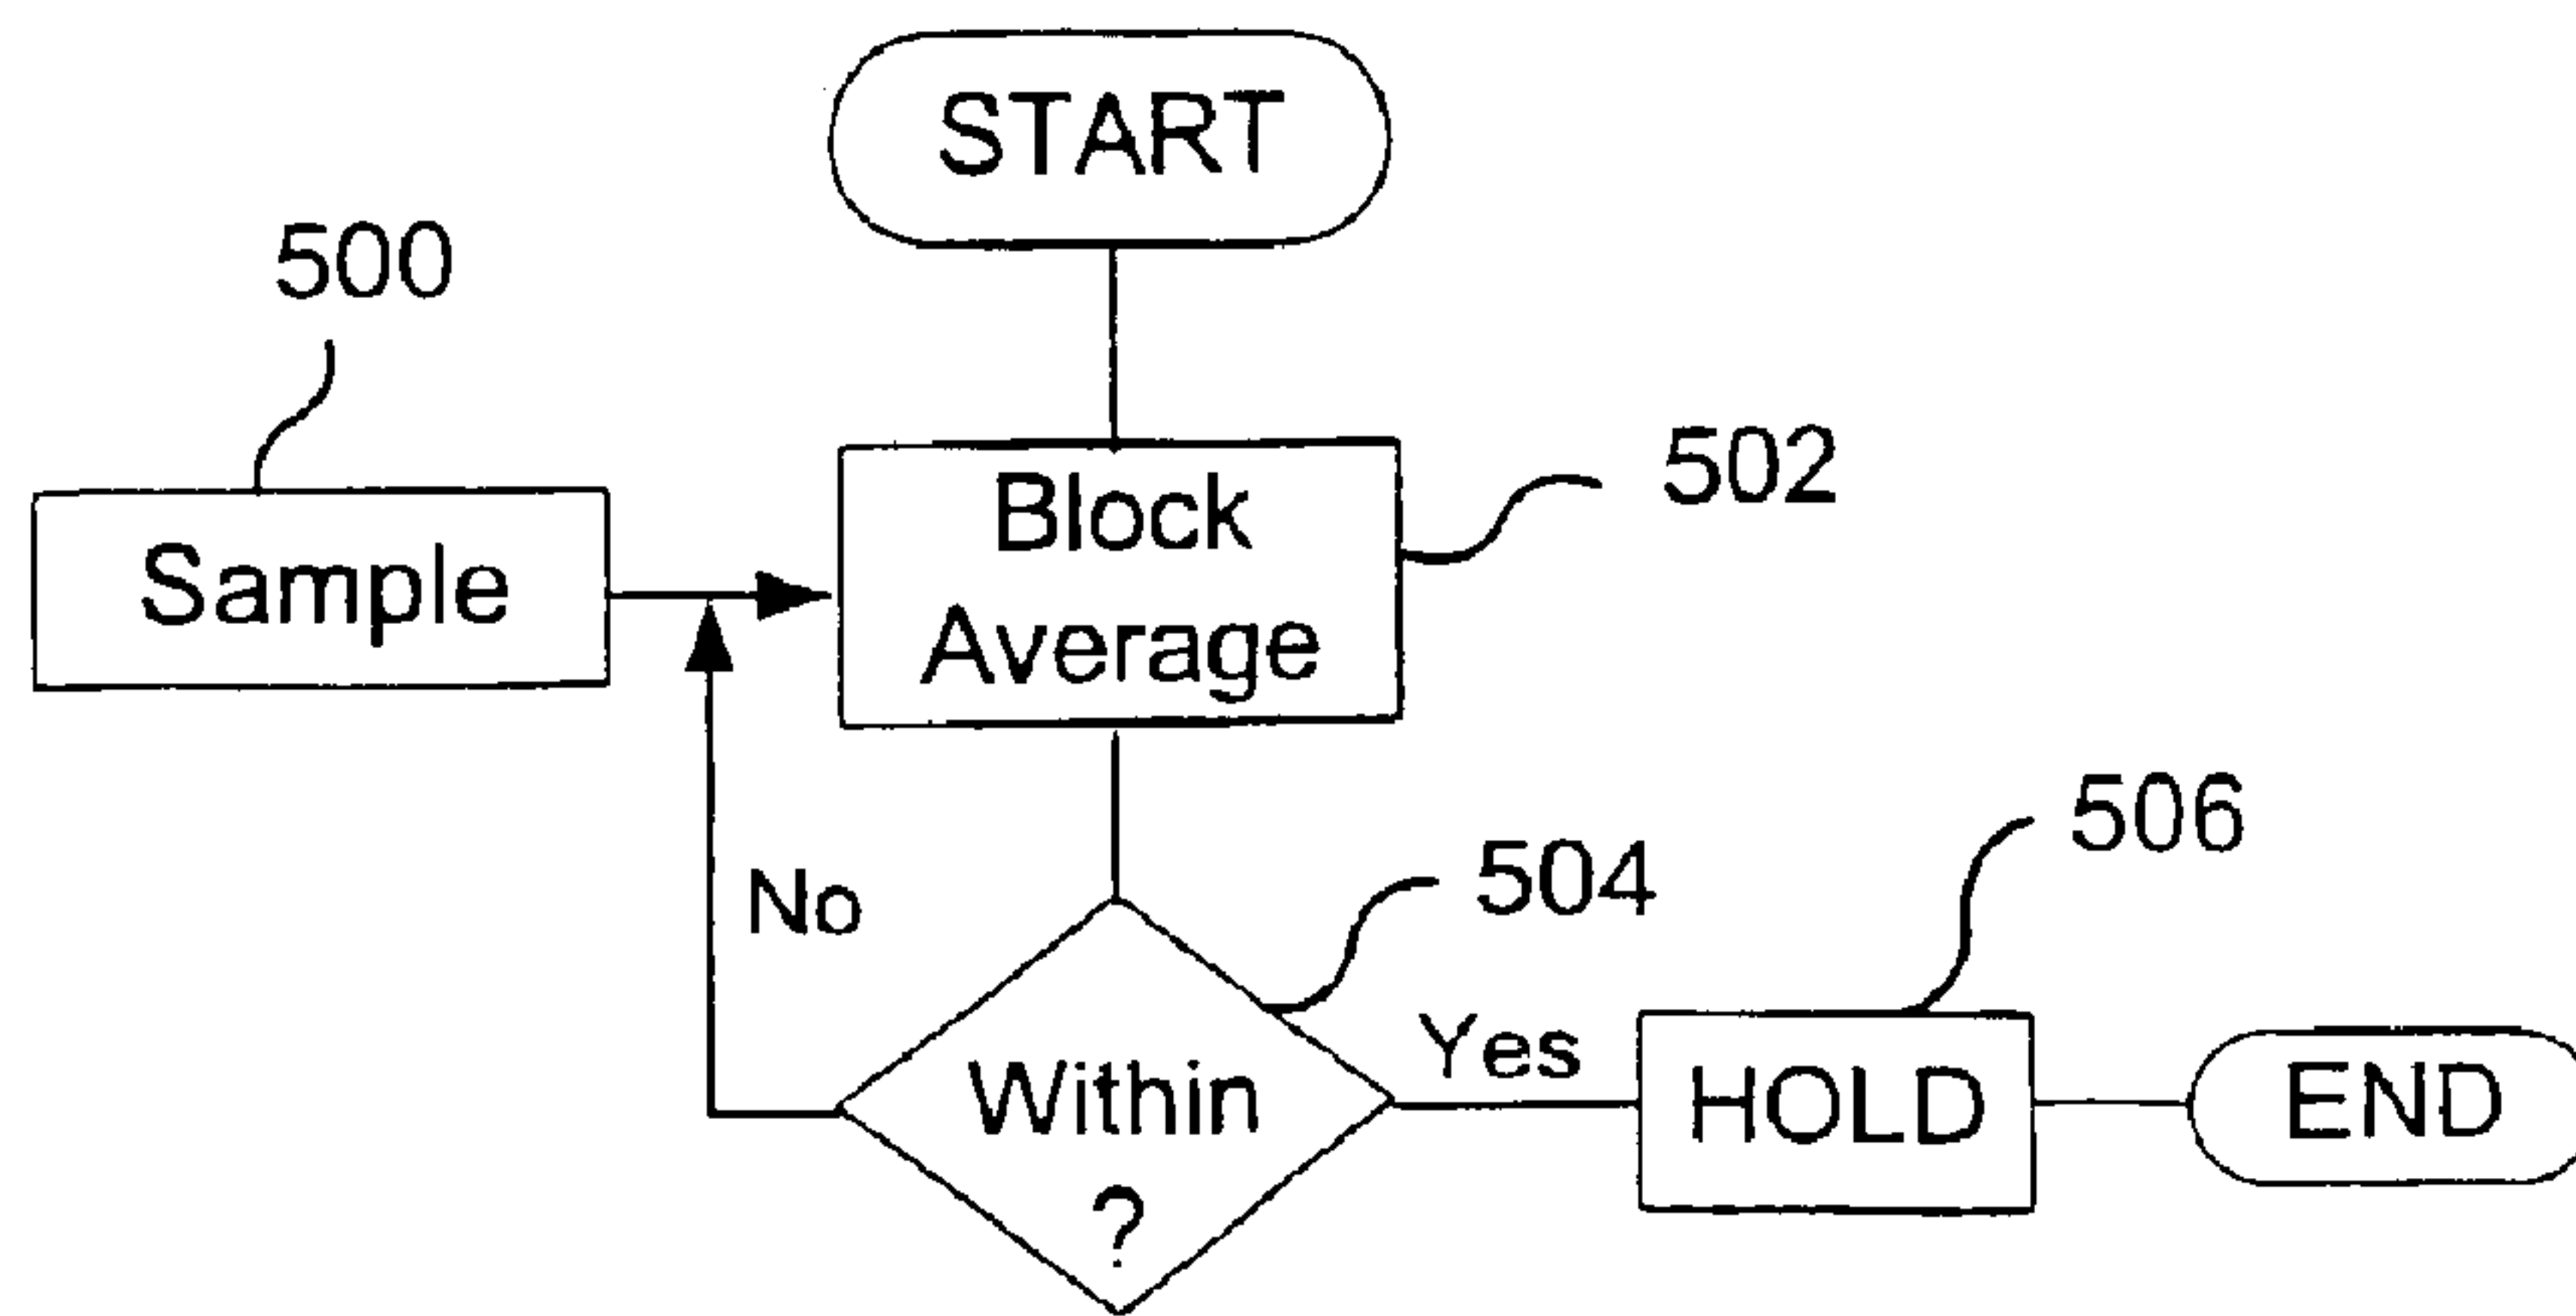 START
500
Sample
Block
Average
502
No
504
Within
?
Yes
506
HOLD
END